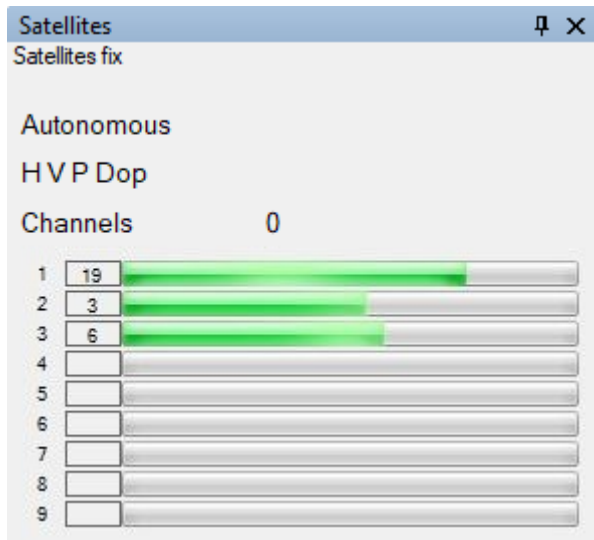 Satellites
Satellites fix
Autonomous
H V P Dop
Channels 0
1 19
2 3
3 6
4
5
6
7
8
9